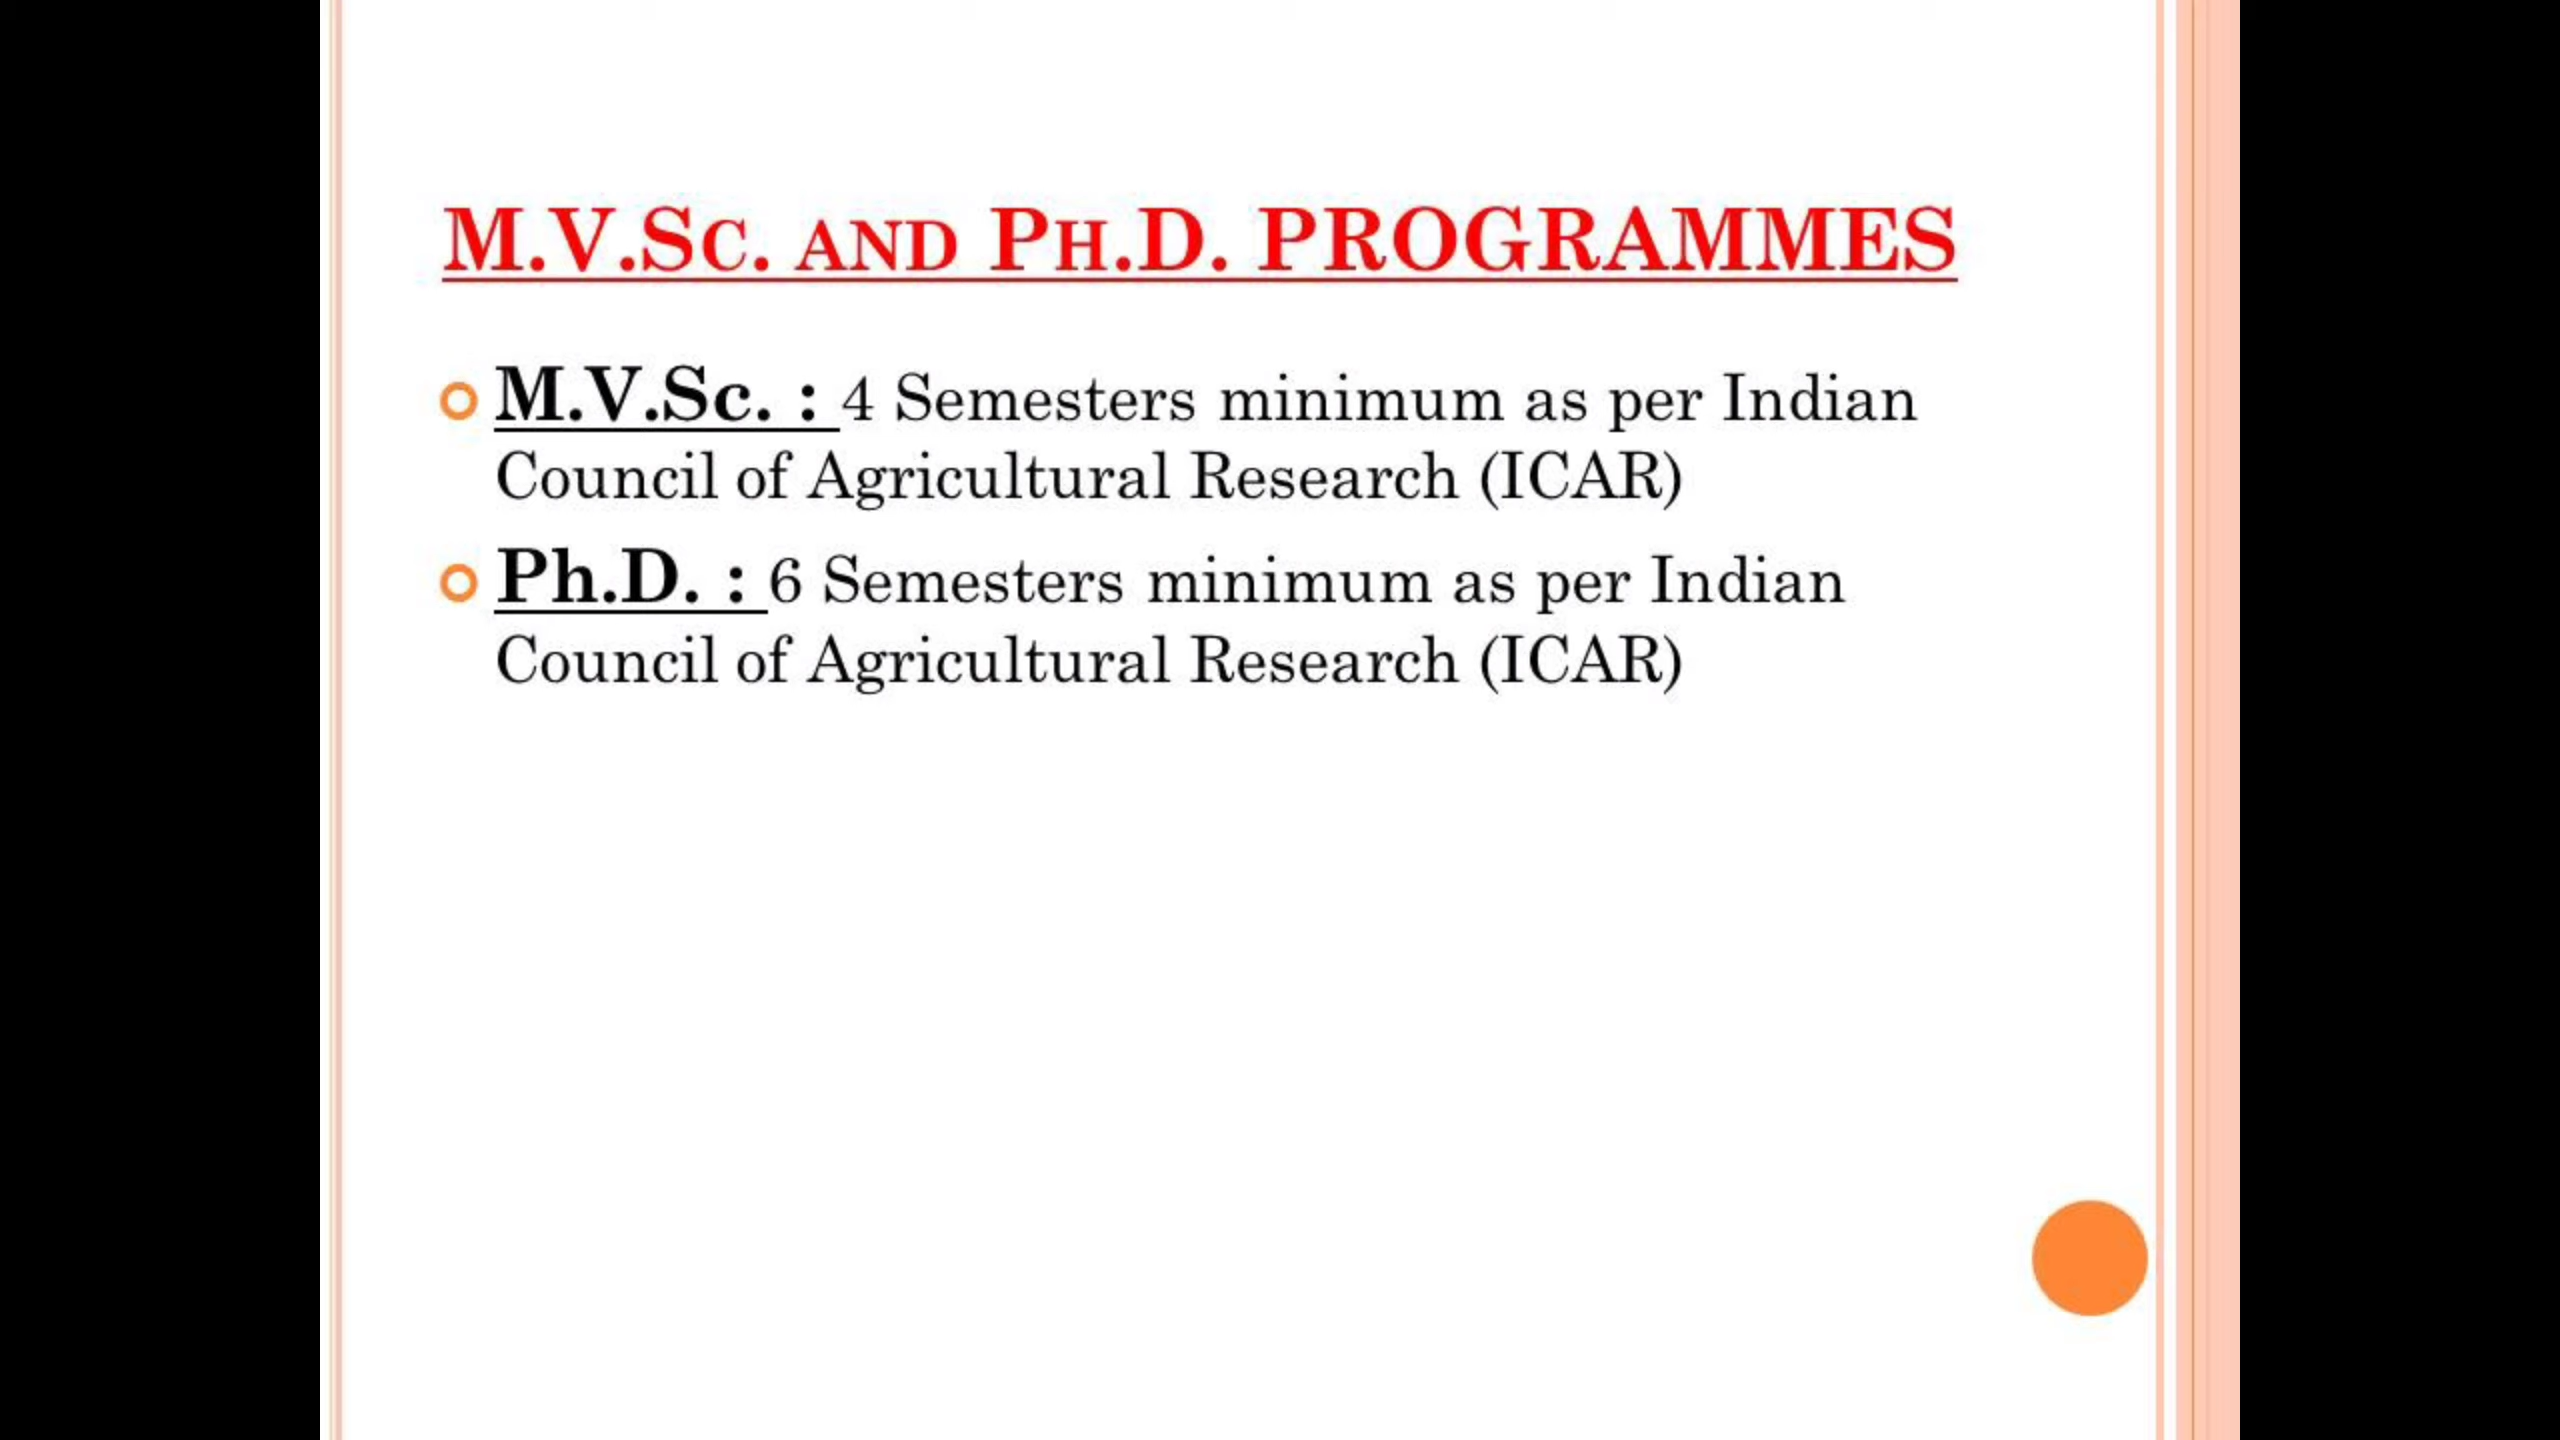 M.V.Sc. and Ph.D. PROGRAMMES
M.V.Sc. : 4 Semesters minimum as per Indian
Council of Agricultural Research (ICAR)
Ph.D. : 6 Semesters minimum as per Indian
Council of Agricultural Research (ICAR)